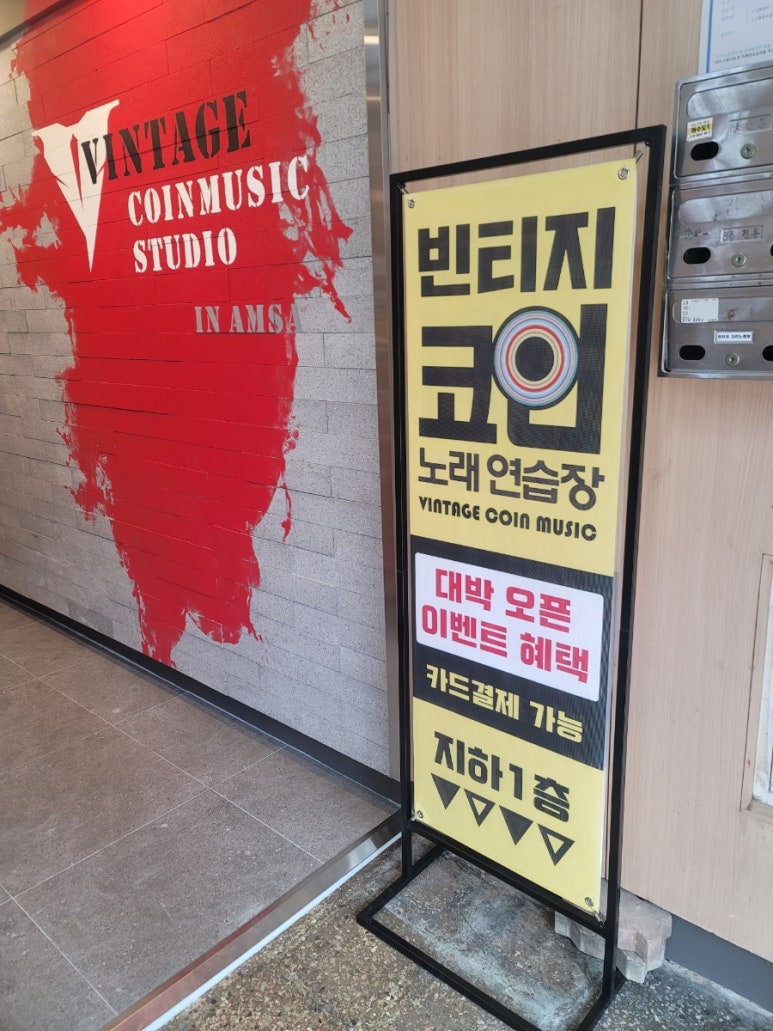 VINTAGE
COINMUSIC
STUDIO
IN AMSA
빈티지
코인
노래연습장
VINTAGE COIN MUSIC
대박 오픈
이벤트 혜택
카드결제 가능
지하1층